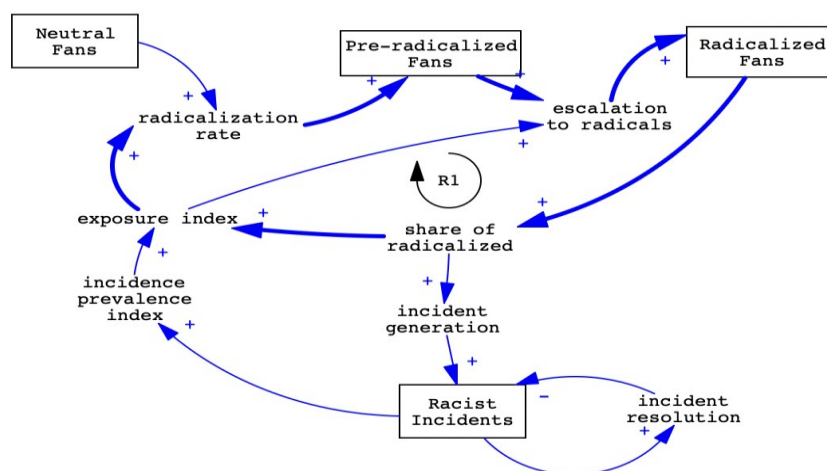 Neutral
Fans
Pre-radicalized
Fans
Radicalized
Fans
+
+
+
+
radicalization
rate
escalation
to radicals
+
+
R1
+
+
exposure index
share of
radicalized
+
+
incidence
prevalence
index
incident
generation
+
+
Racist
Incidents
-
incident
resolution
+